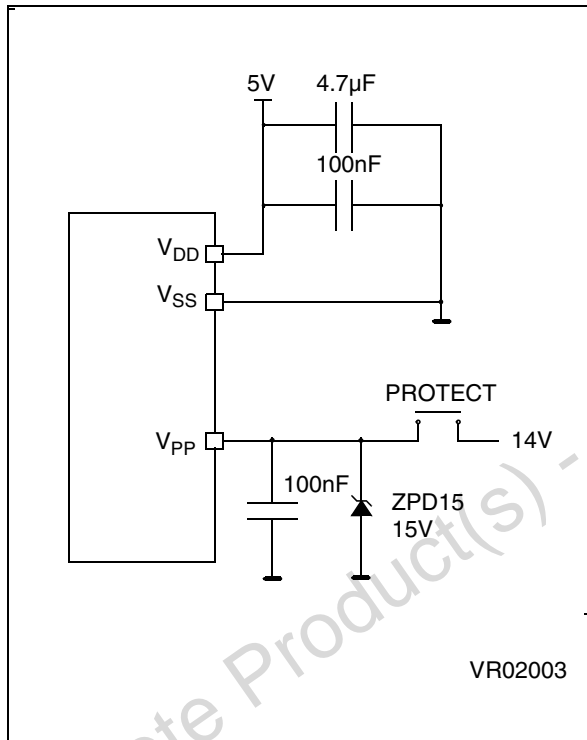 5V 4.7µF
100nF
VDD
VSS
PROTECT
VPP
14V
100nF
ZPD15
15V
Product(s) -
VR02003